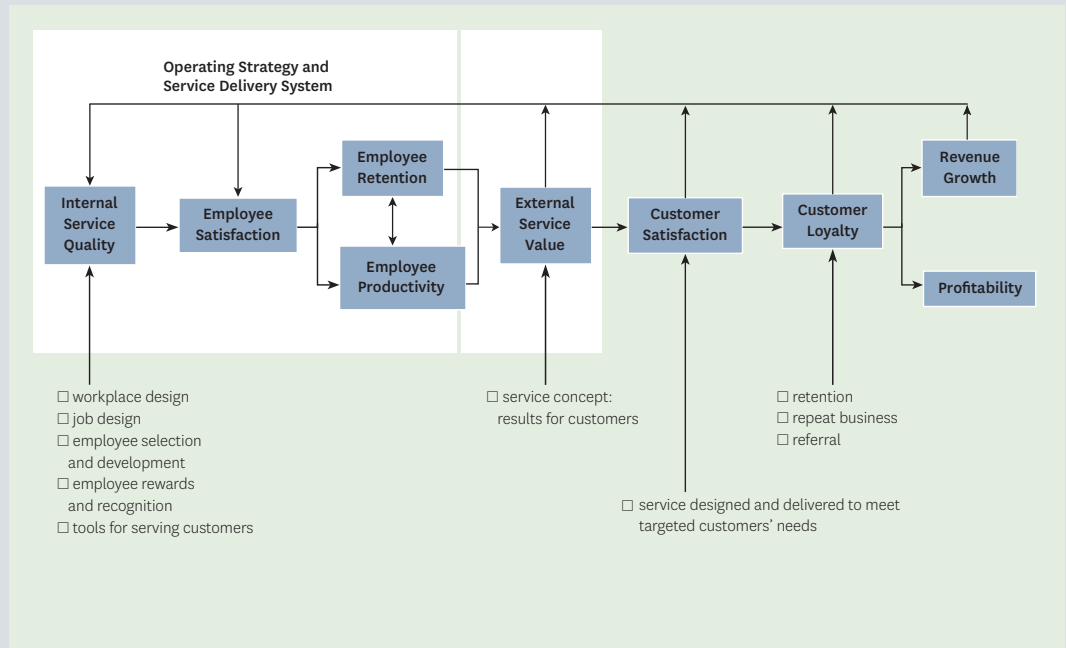 Operating Strategy and
Service Delivery System
Internal
Service
Quality
Employee
Satisfaction
Employee
Retention
Employee
Productivity
External
Service
Value
Customer
Satisfaction
Customer
Loyalty
Revenue
Growth
Profitability
☐ workplace design
☐ job design
☐ employee selection
and development
☐ employee rewards
and recognition
☐ tools for serving customers
☐ service concept:
results for customers
☐ service designed and delivered to meet
targeted customers’ needs
☐ retention
☐ repeat business
☐ referral